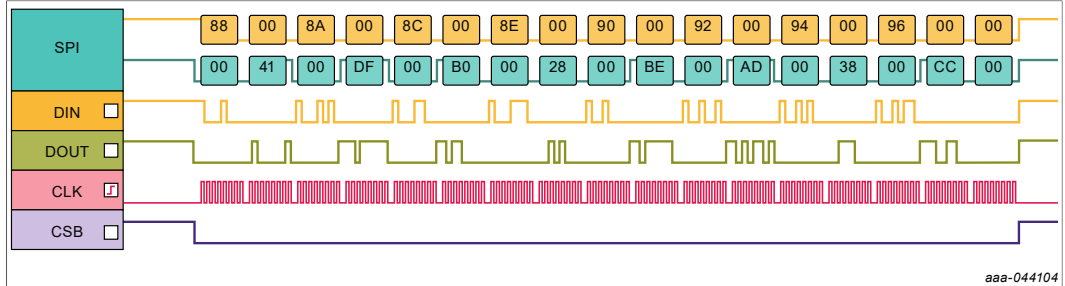 88 00 8A 00 8C 00 8E 00 90 00 92 00 94 00 96 00 00
SPI
00 41 00 DF 00 B0 00 28 00 BE 00 AD 00 38 00 CC 00
DIN
DOUT
CLK
CSB
aaa-044104